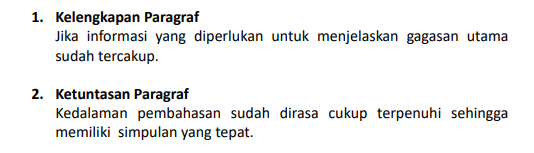 1. Kelengkapan Paragraf
Jika informasi yang diperlukan untuk menjelaskan gagasan utama
sudah tercakup.
2. Ketuntasan Paragraf
Kedalaman pembahasan sudah dirasa cukup terpenuhi sehingga
memiliki simpulan yang tepat.